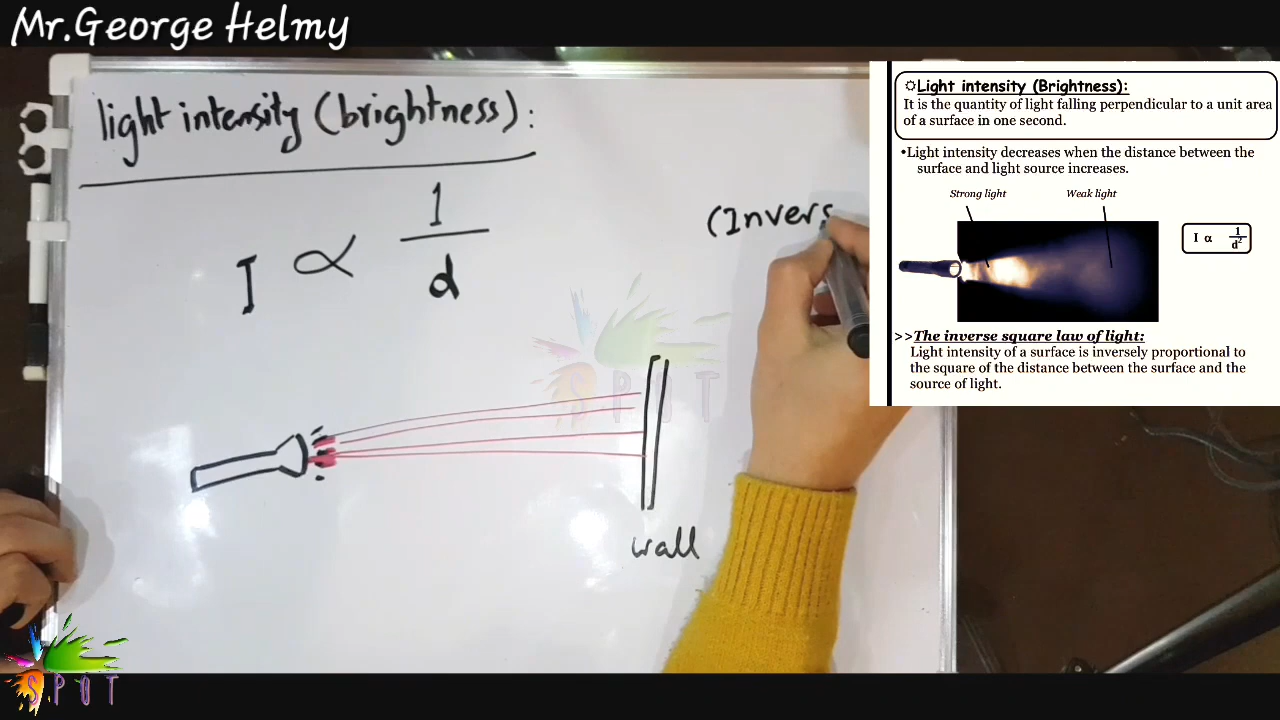 Mr.George Helmy
light intensity (brightness):
I ∝ 1/d
(Invers
wall
SPOT
SPOT
☼Light intensity (Brightness):
It is the quantity of light falling perpendicular to a unit area
of a surface in one second.
•Light intensity decreases when the distance between the
surface and light source increases.
Strong light Weak light
I α 1/d²
>>The inverse square law of light:
Light intensity of a surface is inversely proportional to
the square of the distance between the surface and the
source of light.